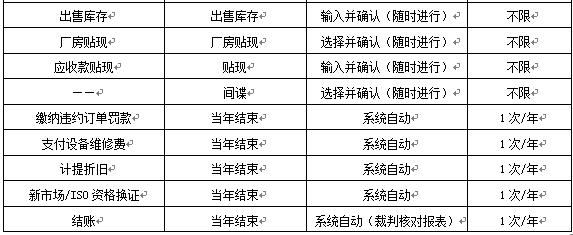 出售库存 出售库存 输入并确认（随时进行） 不限
厂房贴现 厂房贴现 选择并确认（随时进行） 不限
应收款贴现 贴现 输入并确认（随时进行） 不限
－－ 间谍 选择并确认（随时进行） 不限
缴纳违约订单罚款 当年结束 系统自动 1 次/年
支付设备维修费 当年结束 系统自动 1 次/年
计提折旧 当年结束 系统自动 1 次/年
新市场/ISO 资格换证 当年结束 系统自动 1 次/年
结账 当年结束 系统自动（裁判核对报表） 1 次/年